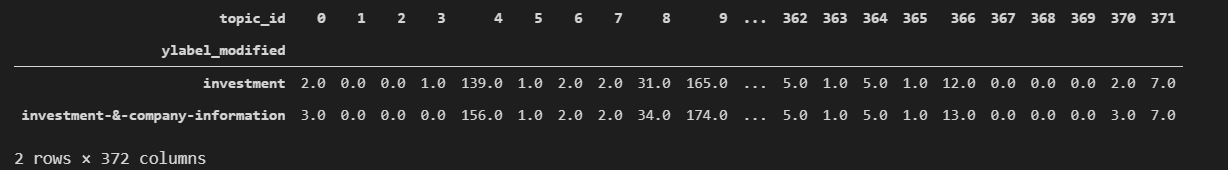 topic_id 0 1 2 3 4 5 6 7 8 9 ... 362 363 364 365 366 367 368 369 370 371
ylabel_modified
investment 2.0 0.0 0.0 1.0 139.0 1.0 2.0 2.0 31.0 165.0 ... 5.0 1.0 5.0 1.0 12.0 0.0 0.0 0.0 2.0 7.0
investment-&-company-information 3.0 0.0 0.0 0.0 156.0 1.0 2.0 2.0 34.0 174.0 ... 5.0 1.0 5.0 1.0 13.0 0.0 0.0 0.0 3.0 7.0
2 rows × 372 columns